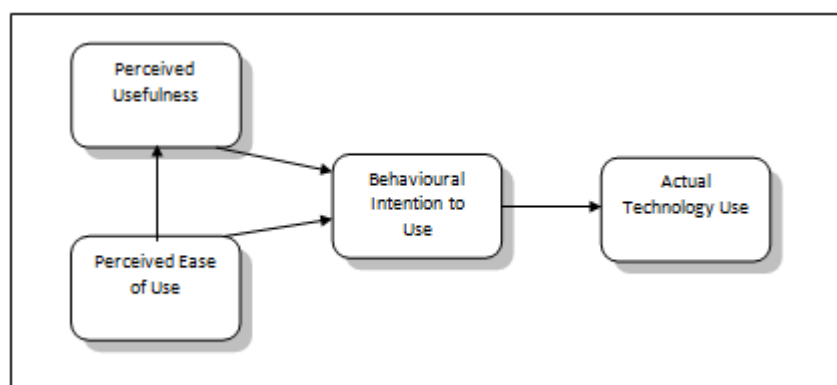 Perceived
Usefulness
Behavioural
Intention to
Use
Actual
Technology Use
Perceived Ease
of Use